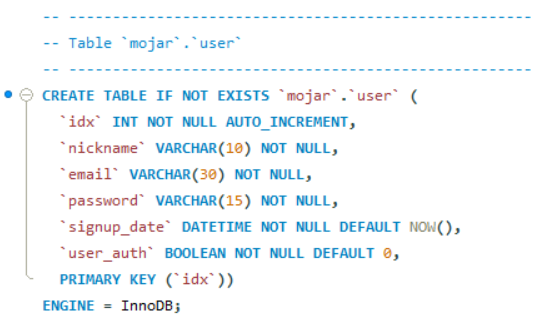 -- -----------------------------------------------------
-- Table `mojar`.`user`
-- -----------------------------------------------------
CREATE TABLE IF NOT EXISTS `mojar`.`user` (
`idx` INT NOT NULL AUTO_INCREMENT,
`nickname` VARCHAR(10) NOT NULL,
`email` VARCHAR(30) NOT NULL,
`password` VARCHAR(15) NOT NULL,
`signup_date` DATETIME NOT NULL DEFAULT NOW(),
`user_auth` BOOLEAN NOT NULL DEFAULT 0,
PRIMARY KEY (`idx`))
ENGINE = InnoDB;